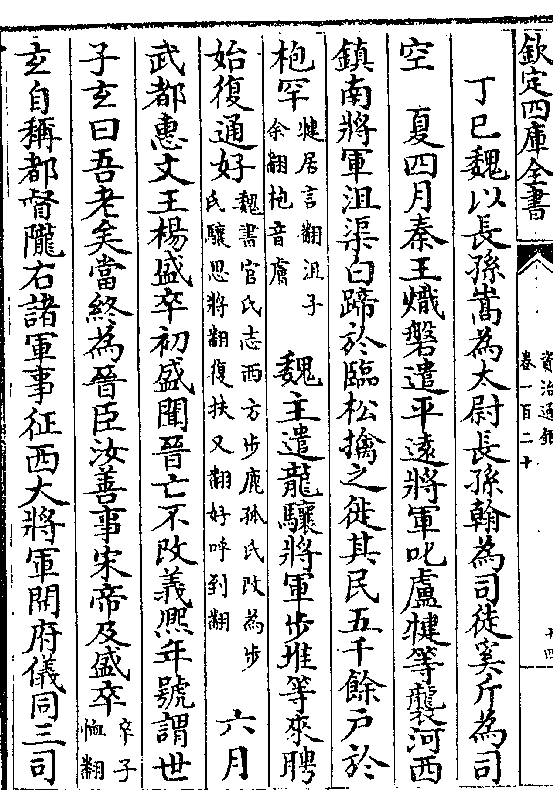 欽定四庫全書
資治通鑑
卷一百二十
十四
丁巳魏以長孫嵩為太尉長孫翰為司徒奚斤為司
空　夏四月秦王熾磐遣平遠將軍叱盧犍等襲河西
鎮南將軍沮渠白蹄於臨松擒之徙其民五千餘戶於
枹罕犍居言翻沮子余翻枹音膚　魏主遣龍驤將軍步堆等來聘
始復通好魏書官氏志西方步鹿孤氏改為步氏驤思將翻復扶又翻好呼到翻　六月
武都惠文王楊盛卒初盛聞晉亡不改義熙年號謂世
子玄曰吾老矣當終為晉臣汝善事宋帝及盛卒卒子恤翻
玄自稱都督隴右諸軍事征西大將軍開府儀同三司